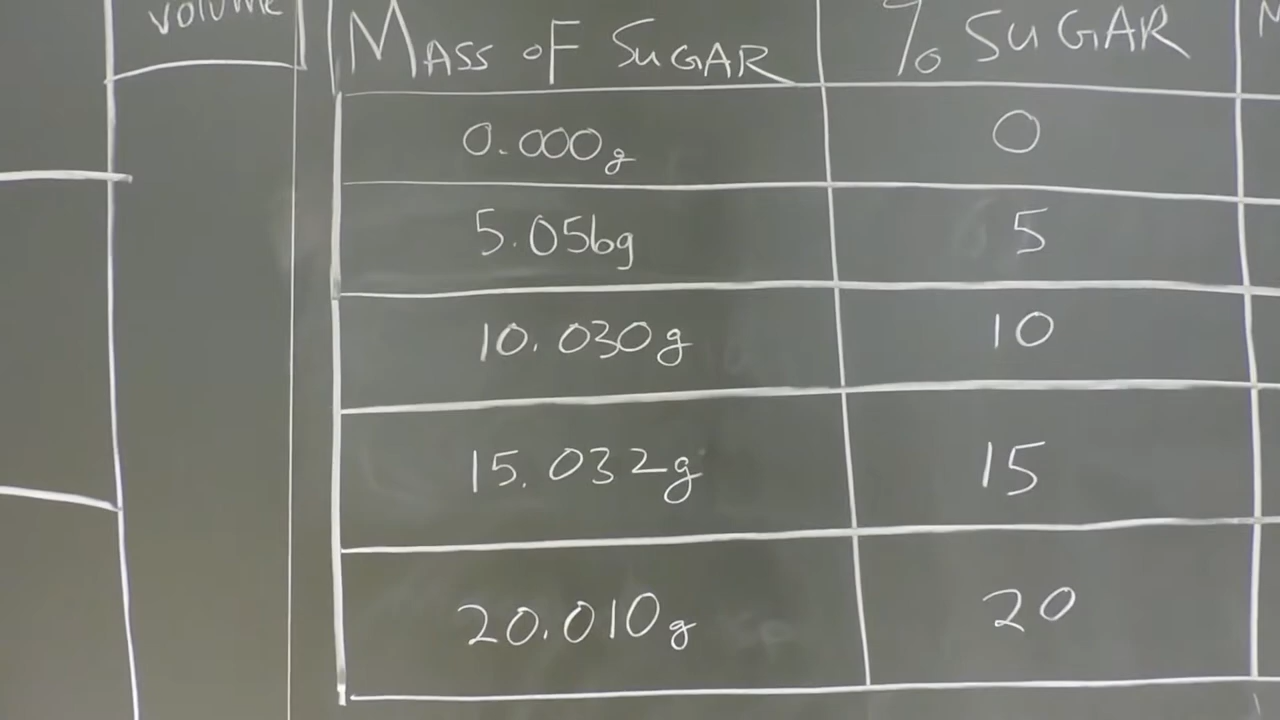 volume
MASS OF SUGAR % SUGAR
0.000g 0
5.056g 5
10.030g 10
15.032g 15
20.010g 20